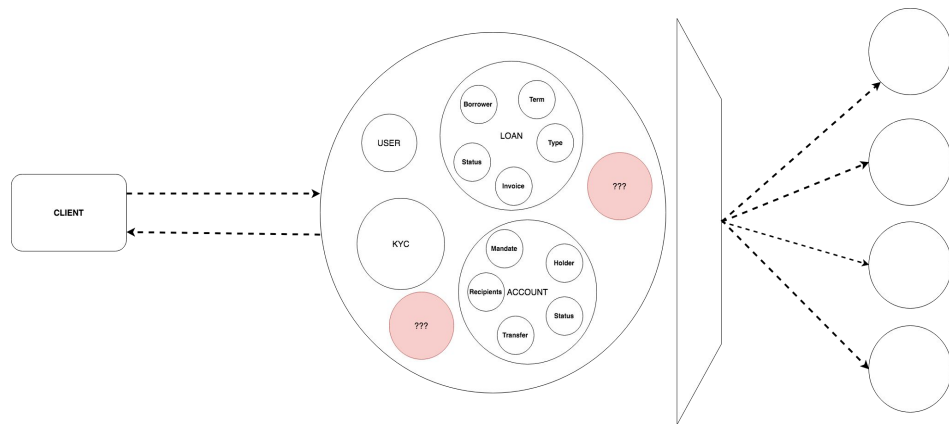 CLIENT
USER
KYC
???
LOAN
Borrower
Term
Type
Status
Invoice
???
ACCOUNT
Mandate
Holder
Recipients
Status
Transfer